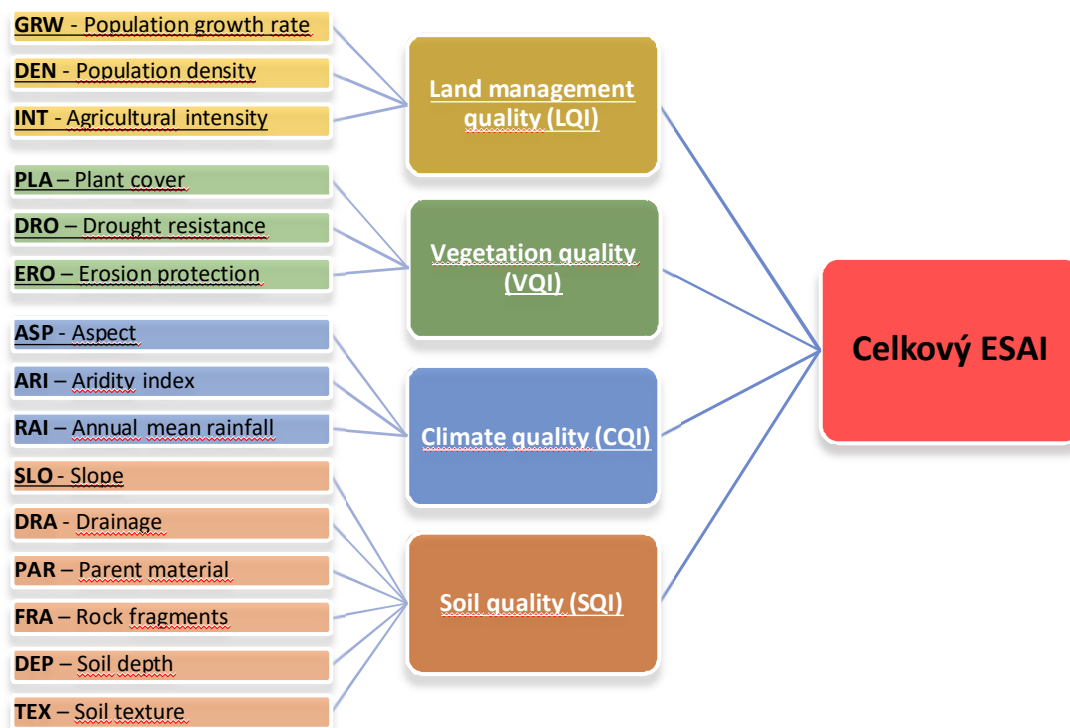 GRW - Population growth rate
DEN - Population density
INT - Agricultural intensity
PLA – Plant cover
DRO – Drought resistance
ERO – Erosion protection
ASP - Aspect
ARI – Aridity index
RAI – Annual mean rainfall
SLO - Slope
DRA - Drainage
PAR – Parent material
FRA – Rock fragments
DEP – Soil depth
TEX – Soil texture
Land management
quality (LQI)
Vegetation quality
(VQI)
Climate quality (CQI)
Soil quality (SQI)
Celkový ESAI